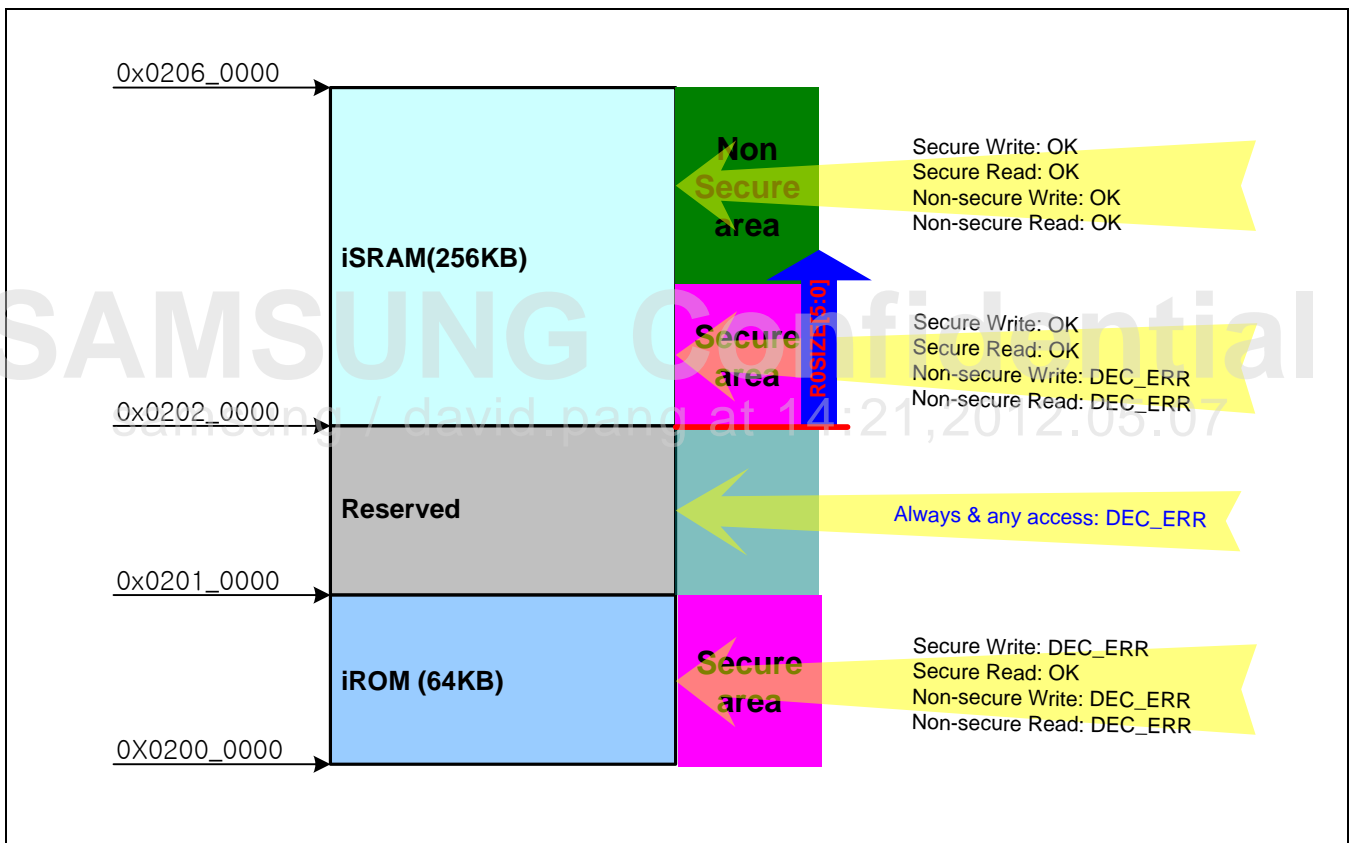 0x0206_0000
Non
Secure
area
Secure Write: OK
Secure Read: OK
Non-secure Write: OK
Non-secure Read: OK
iSRAM(256KB)
R0SIZE[5:0]
SAMSUNG Confidential
Secure
area
Secure Write: OK
Secure Read: OK
Non-secure Write: DEC_ERR
Non-secure Read: DEC_ERR
0x0202_0000
samsung / david.pang at 14:21,2012.05.07
Reserved
Always & any access: DEC_ERR
0x0201_0000
iROM (64KB)
Secure
area
Secure Write: DEC_ERR
Secure Read: OK
Non-secure Write: DEC_ERR
Non-secure Read: DEC_ERR
0X0200_0000